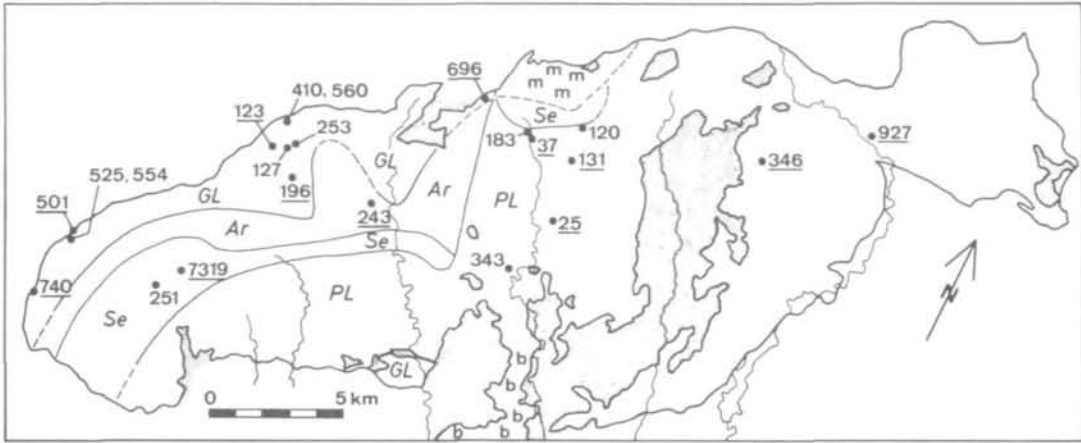 696
m m m m
410, 560
Se
123
253
183
120
37
927
127
GL
131
346
196
Ar
PL
525, 554
501
GL
243
25
Ar
Se
7319
343
740
251
PL
N
Se
GL
b
b
b
b b
0 5 km